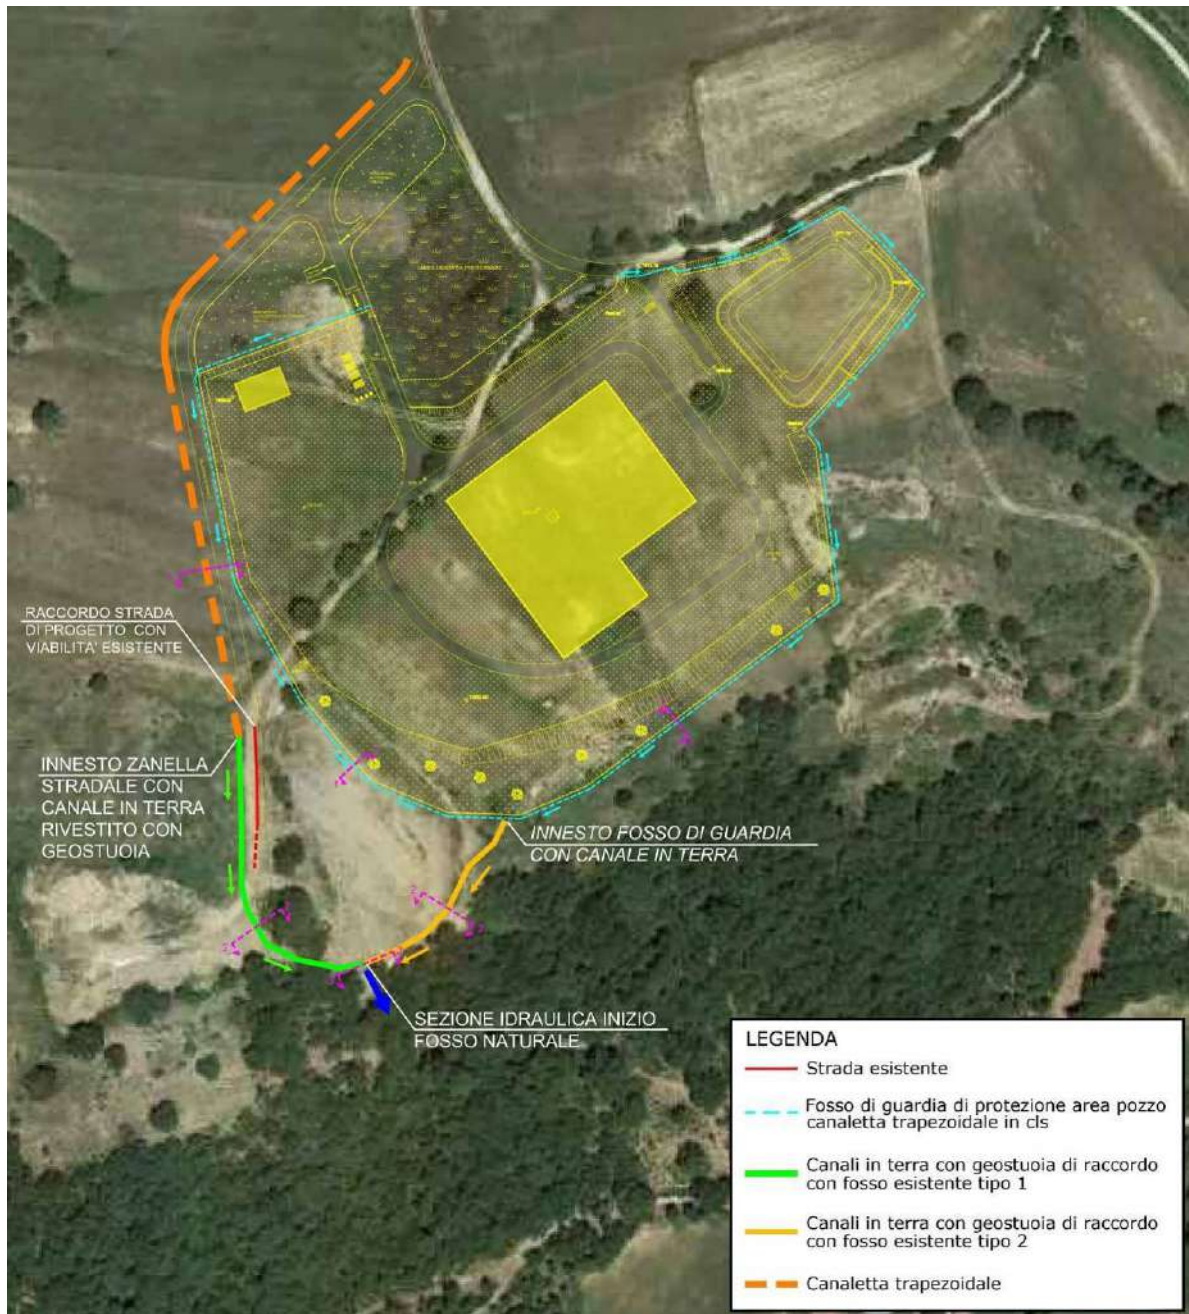 RACCORDO STRADA
DI PROGETTO CON
VIABILITA' ESISTENTE
INNESTO ZANELLA
STRADALE CON
CANALE IN TERRA
RIVESTITO CON
GEOSTUOIA
INNESTO FOSSO DI GUARDIA
CON CANALE IN TERRA
SEZIONE IDRAULICA INIZIO
FOSSO NATURALE
LEGENDA
Strada esistente
Fosso di guardia di protezione area pozzo
canaletta trapezoidale in cls
Canali in terra con geostuoia di raccordo
con fosso esistente tipo 1
Canali in terra con geostuoia di raccordo
con fosso esistente tipo 2
Canaletta trapezoidale